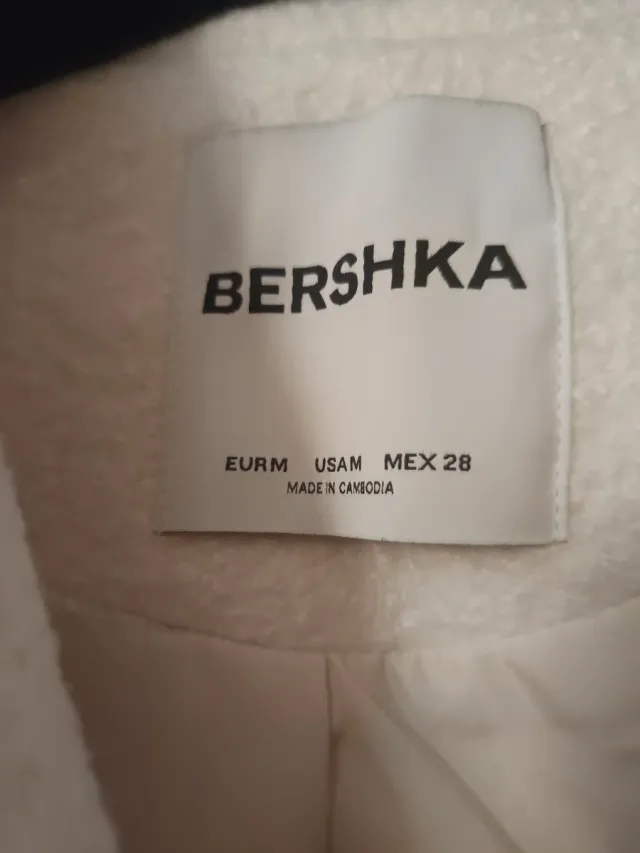 BERSHKA
EUR M USA M MEX 28
MADE IN CAMBODIA